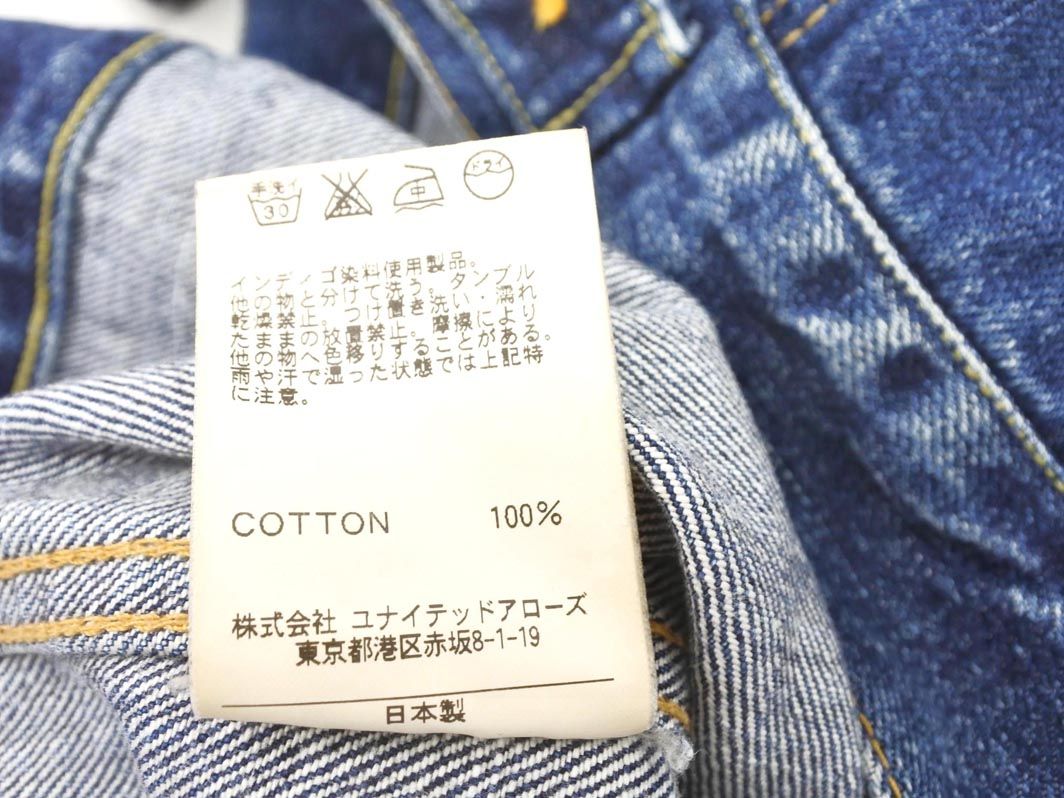 手洗イ
30
中
ドライ
インディゴ染料使用製品。
他の物と分けて洗う。タンブル
乾燥禁止。つけ置き洗い・濡れ
たままの放置禁止。摩擦により
他の物へ色移りすることがある。
雨や汗で湿った状態では上記特
に注意。
COTTON 100%
株式会社 ユナイテッドアローズ
東京都港区赤坂8-1-19
日本製